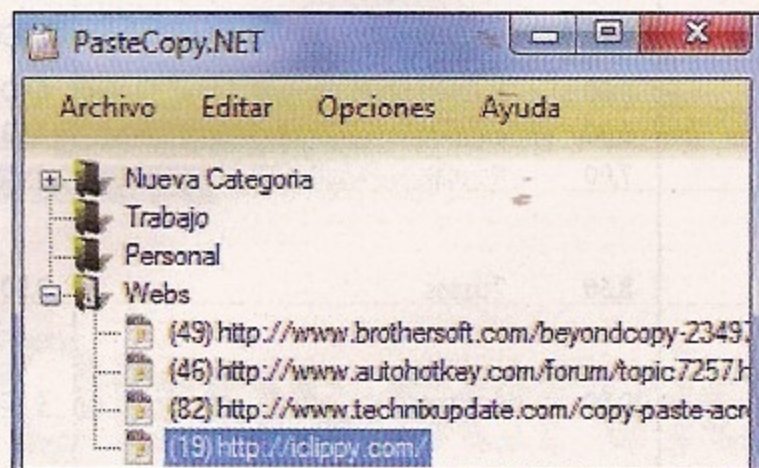 PasteCopy.NET
Archivo Editar Opciones Ayuda
Nueva Categoria
Trabajo
Personal
Webs
(49) http://www.brothersoft.com/beyondcopy-23497.
(46) http://www.autohotkey.com/forum/topic7257.h
(82) http://www.technixupdate.com/copy-paste-acr
(19) http://iclippy.com/